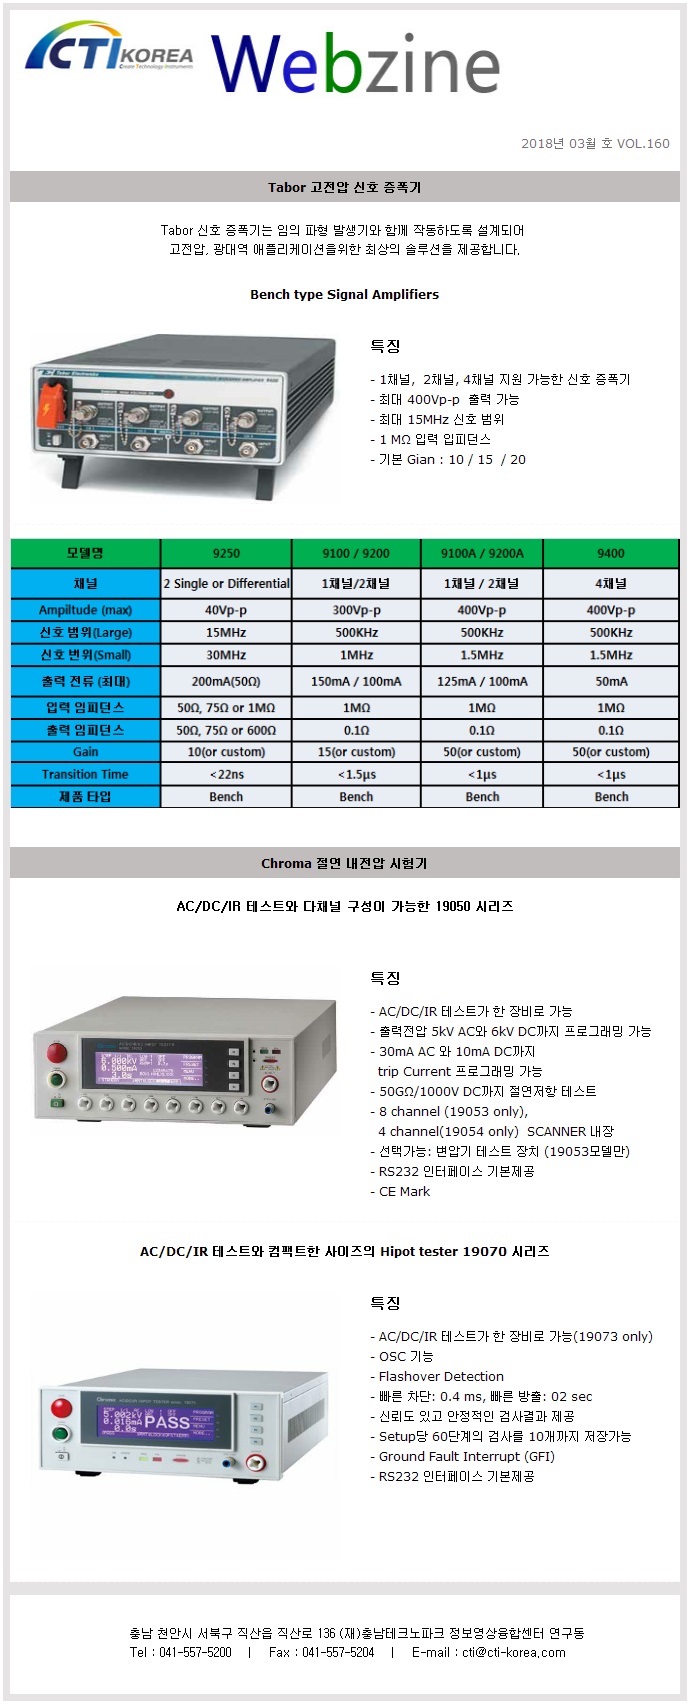 CTI KOREA
Create Technology Instruments
Webzine
2018년 03월 호 VOL.160
Tabor 고전압 신호 증폭기
Tabor 신호 증폭기는 임의 파형 발생기와 함께 작동하도록 설계되어
고전압, 광대역 애플리케이션을위한 최상의 솔루션을 제공합니다.
Bench type Signal Amplifiers
특징
- 1채널, 2채널, 4채널 지원 가능한 신호 증폭기
- 최대 400Vp-p 출력 가능
- 최대 15MHz 신호 범위
- 1 MΩ 입력 입피던스
- 기본 Gian : 10 / 15 / 20
Tabor Electronics
모델명 9250 9100 / 9200 9100A / 9200A 9400
채널 2 Single or Differential 1채널/2채널 1채널 / 2채널 4채널
Ampiltude (max) 40Vp-p 300Vp-p 400Vp-p 400Vp-p
신호 범위(Large) 15MHz 500KHz 500KHz 500KHz
신호 번위(Small) 30MHz 1MHz 1.5MHz 1.5MHz
출력 전류 (최대) 200mA(50Ω) 150mA / 100mA 125mA / 100mA 50mA
입력 임피던스 50Ω, 75Ω or 1MΩ 1MΩ 1MΩ 1MΩ
출력 임피던스 50Ω, 75Ω or 600Ω 0.1Ω 0.1Ω 0.1Ω
Gain 10(or custom) 15(or custom) 50(or custom) 50(or custom)
Transition Time <22ns <1.5μs <1μs <1μs
제품 타입 Bench Bench Bench Bench
Chroma 절연 내전압 시험기
AC/DC/IR 테스트와 다채널 구성이 가능한 19050 시리즈
특징
- AC/DC/IR 테스트가 한 장비로 가능
- 출력전압 5kV AC와 6kV DC까지 프로그래밍 가능
- 30mA AC 와 10mA DC까지
trip Current 프로그래밍 가능
- 50GΩ/1000V DC까지 절연저항 테스트
- 8 channel (19053 only),
4 channel(19054 only) SCANNER 내장
- 선택가능: 변압기 테스트 장치 (19053모델만)
- RS232 인터페이스 기본제공
- CE Mark
6.000kV
0.500mA
3.0s
AC/DC/IR 테스트와 컴팩트한 사이즈의 Hipot tester 19070 시리즈
특징
- AC/DC/IR 테스트가 한 장비로 가능(19073 only)
- OSC 기능
- Flashover Detection
- 빠른 차단: 0.4 ms, 빠른 방출: 02 sec
- 신뢰도 있고 안정적인 검사결과 제공
- Setup당 60단계의 검사를 10개까지 저장가능
- Ground Fault Interrupt (GFI)
- RS232 인터페이스 기본제공
Chroma
5.002kV
0.016mA
0.0s
PASS
충남 천안시 서북구 직산읍 직산로 136 (재)충남테크노파크 정보영상융합센터 연구동
Tel : 041-557-5200 | Fax : 041-557-5204 | E-mail : cti@cti-korea.com